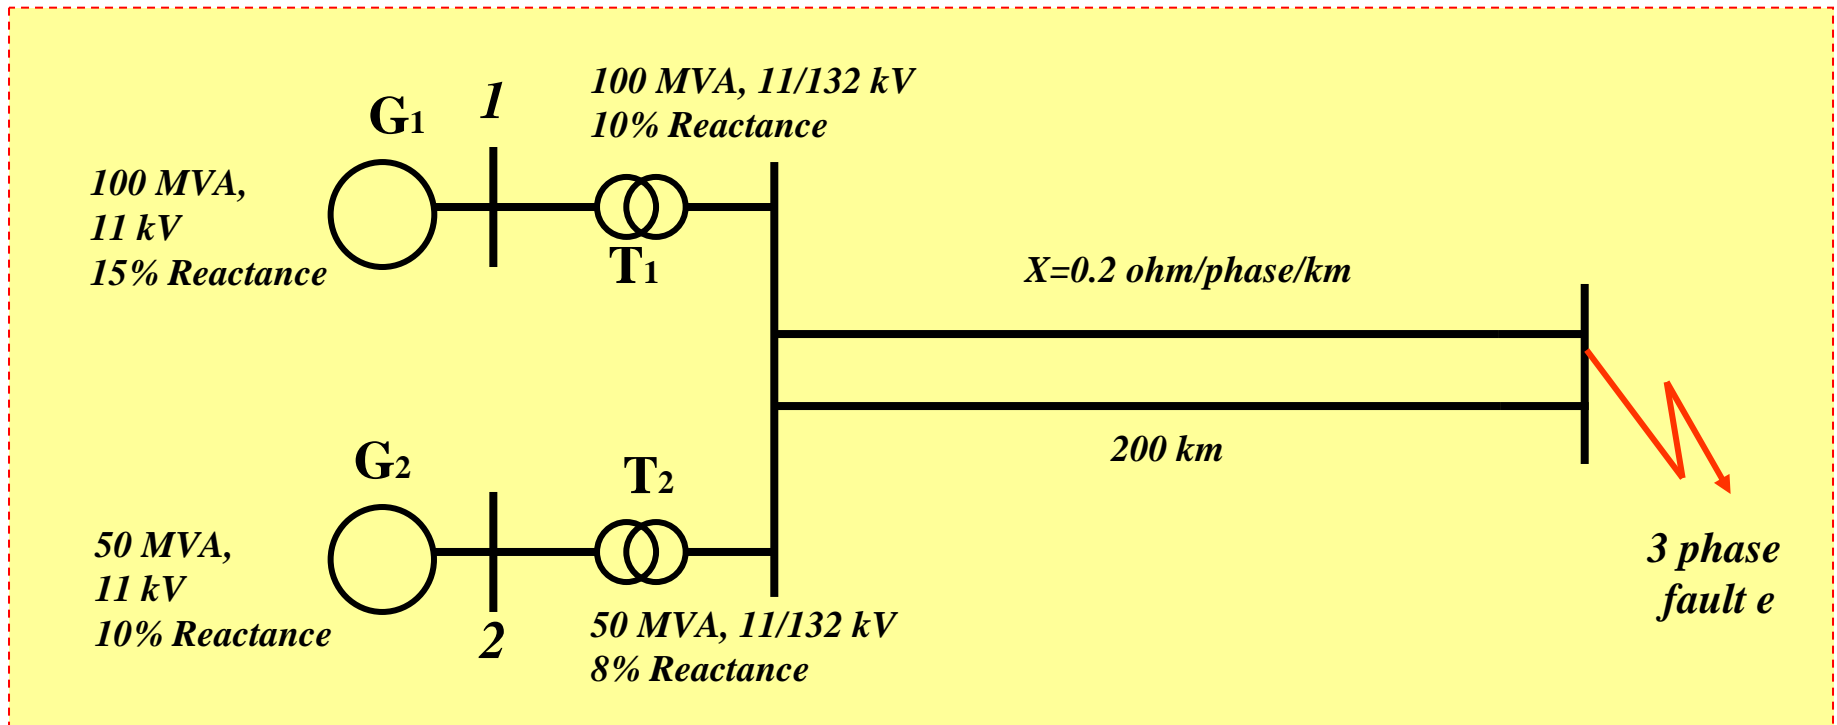 100 MVA, 11/132 kV
10% Reactance
G1
1
100 MVA,
11 kV
15% Reactance
T1
X=0.2 ohm/phase/km
200 km
G2
T2
50 MVA,
11 kV
10% Reactance
2
50 MVA, 11/132 kV
8% Reactance
3 phase
fault e